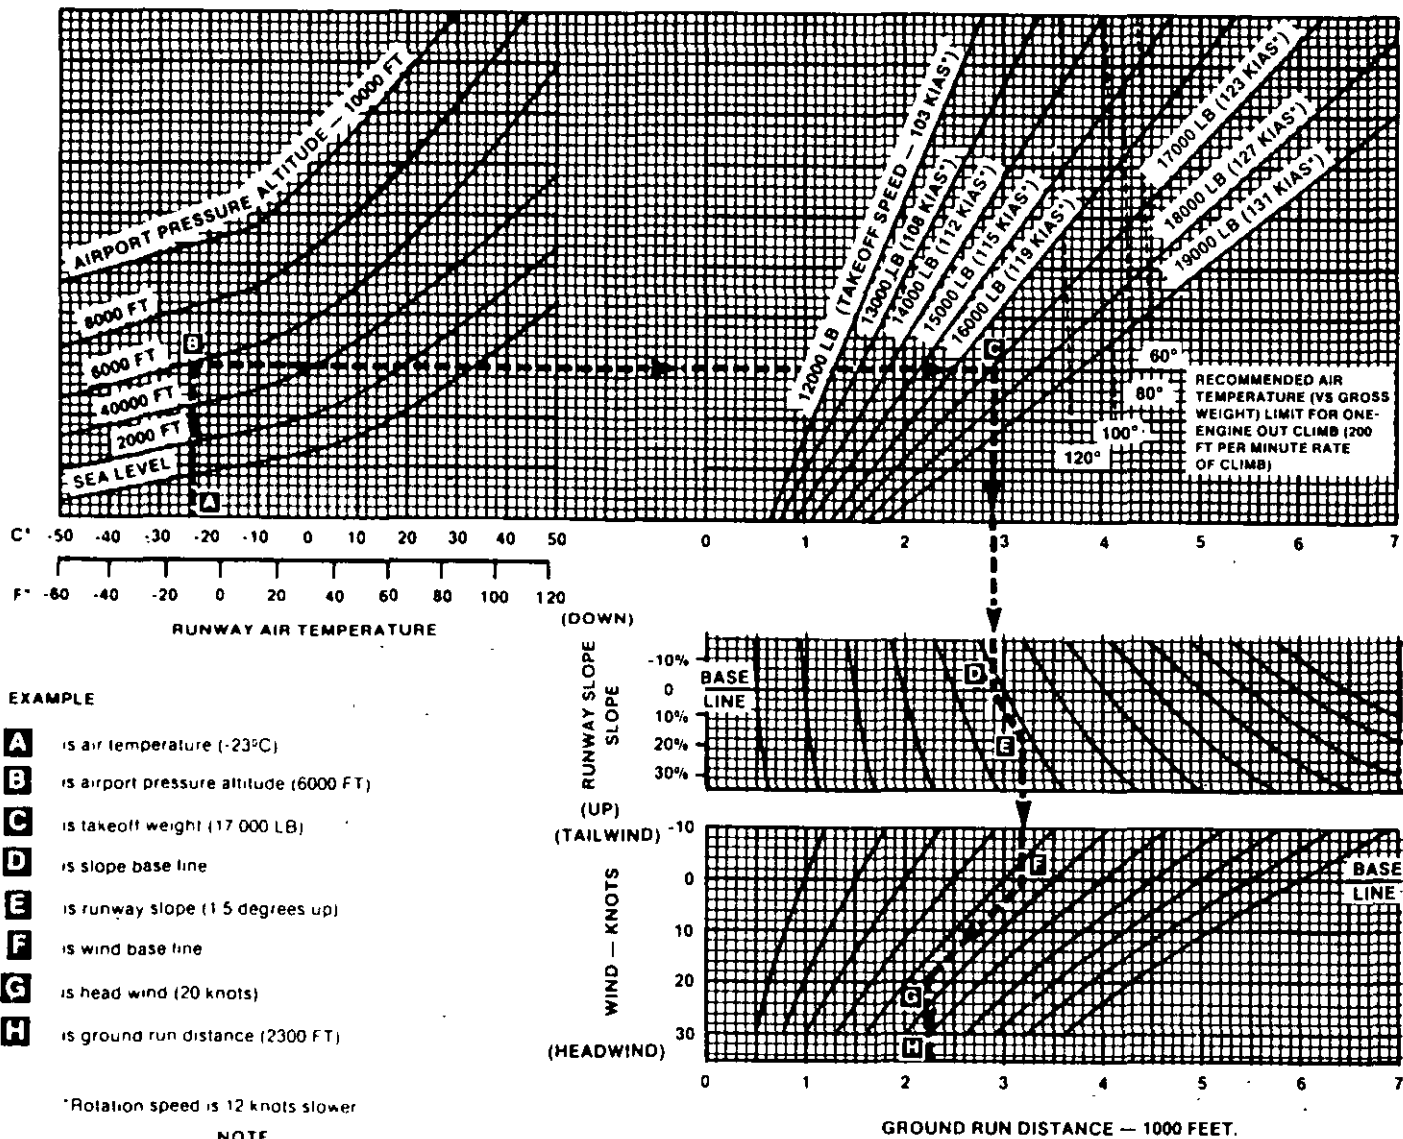 AIRPORT PRESSURE ALTITUDE — 10000 FT
8000 FT
6000 FT
40000 FT
2000 FT
SEA LEVEL
B
A
12000 LB (TAKEOFF SPEED — 103 KIAS*)
13000 LB (108 KIAS*)
14000 LB (112 KIAS*)
15000 LB (115 KIAS*)
16000 LB (119 KIAS*)
17000 LB (123 KIAS*)
18000 LB (127 KIAS*)
19000 LB (131 KIAS*)
C
60°
80°
100°
120°
RECOMMENDED AIR
TEMPERATURE (VS GROSS
WEIGHT) LIMIT FOR ONE-
ENGINE OUT CLIMB (200
FT PER MINUTE RATE
OF CLIMB)
C° -50 -40 -30 -20 -10 0 10 20 30 40 50
0 1 2 3 4 5 6 7
F° -60 -40 -20 0 20 40 60 80 100 120
RUNWAY AIR TEMPERATURE
(DOWN)
RUNWAY SLOPE
SLOPE
-10%
0
10%
20%
30%
BASE
LINE
D
E
(UP)
EXAMPLE
A is air temperature (-23°C)
B is airport pressure altitude (6000 FT)
C is takeoff weight (17 000 LB)
D is slope base line
E is runway slope (1 5 degrees up)
F is wind base line
G is head wind (20 knots)
H is ground run distance (2300 FT)
(TAILWIND)
WIND — KNOTS
-10
0
10
20
30
(HEADWIND)
F
BASE
LINE
G
H
0 1 2 3 4 5 6 7
GROUND RUN DISTANCE — 1000 FEET.
*Rotation speed is 12 knots slower
NOTE